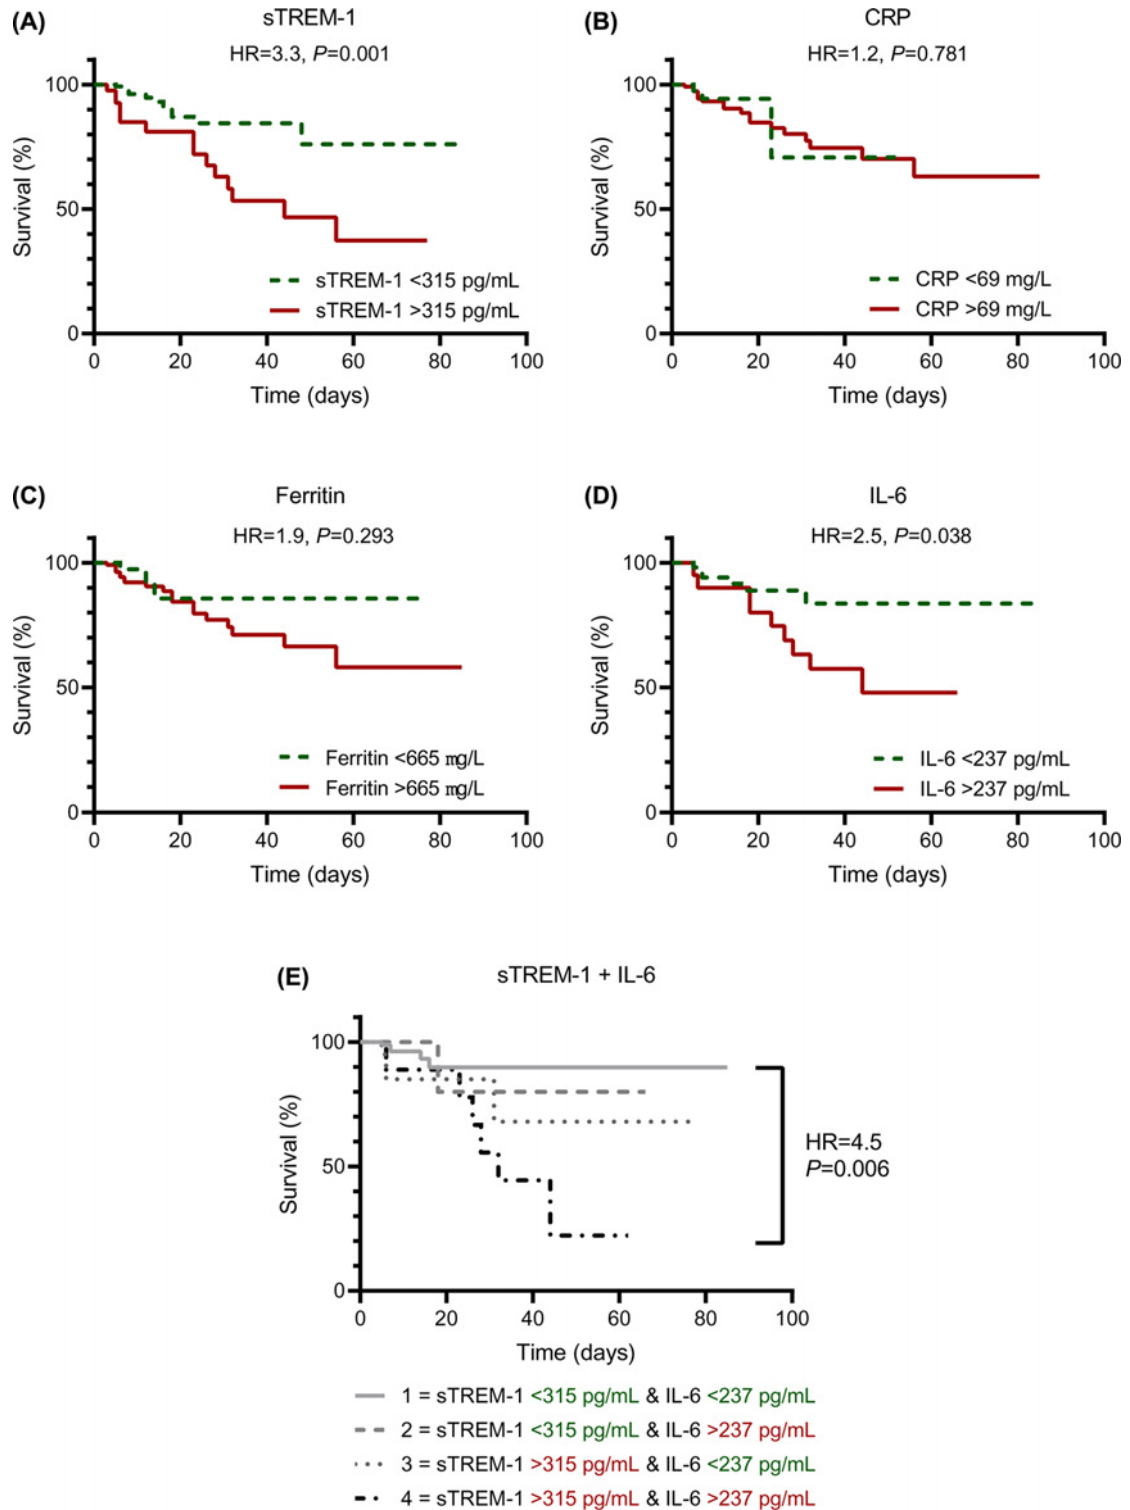 (A)
sTREM-1
HR=3.3, P=0.001
100
50
0
Survival (%)
sTREM-1 <315 pg/mL
sTREM-1 >315 pg/mL
0 20 40 60 80 100
Time (days)
(B)
CRP
HR=1.2, P=0.781
100
50
0
Survival (%)
CRP <69 mg/L
CRP >69 mg/L
0 20 40 60 80 100
Time (days)
(C)
Ferritin
HR=1.9, P=0.293
100
50
0
Survival (%)
Ferritin <665 mg/L
Ferritin >665 mg/L
0 20 40 60 80 100
Time (days)
(D)
IL-6
HR=2.5, P=0.038
100
50
0
Survival (%)
IL-6 <237 pg/mL
IL-6 >237 pg/mL
0 20 40 60 80 100
Time (days)
(E)
sTREM-1 + IL-6
100
50
0
Survival (%)
HR=4.5
P=0.006
0 20 40 60 80 100
Time (days)
1 = sTREM-1 <315 pg/mL & IL-6 <237 pg/mL
2 = sTREM-1 <315 pg/mL & IL-6 >237 pg/mL
3 = sTREM-1 >315 pg/mL & IL-6 <237 pg/mL
4 = sTREM-1 >315 pg/mL & IL-6 >237 pg/mL